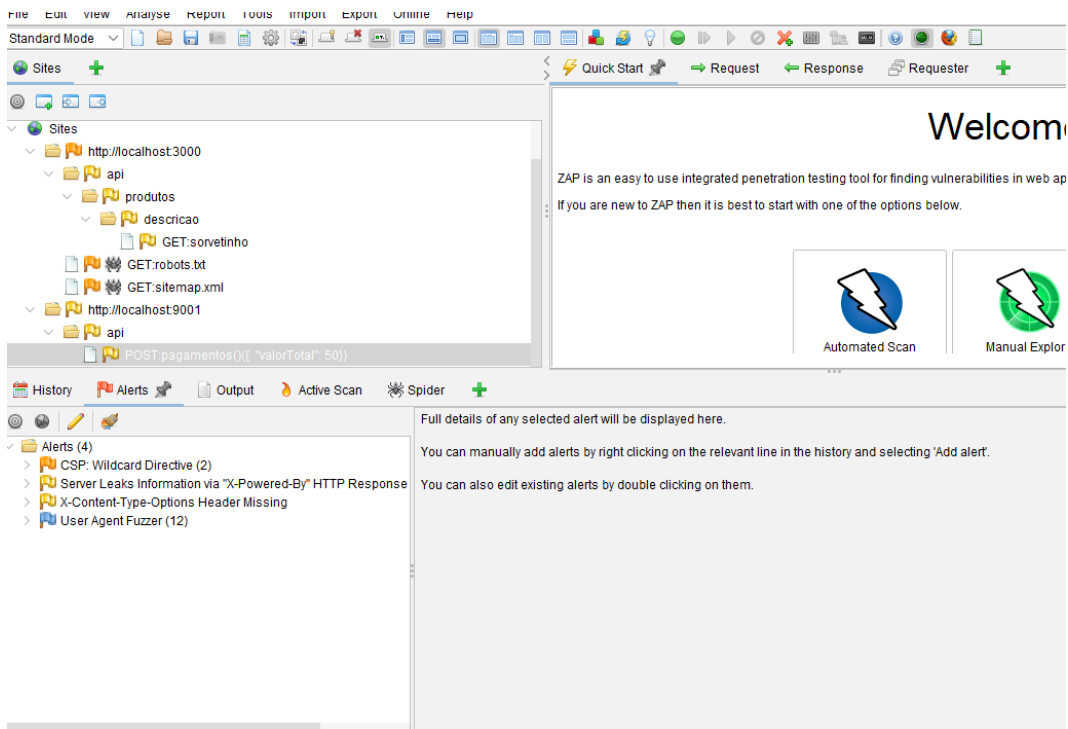 File Edit View Analyse Report Tools Import Export Online Help
Standard Mode
Sites
Quick Start Request Response Requester
Sites
http://localhost:3000
api
produtos
descricao
GET:sorvetinho
GET:robots.txt
GET:sitemap.xml
http://localhost:9001
api
POST:pagamentos()({ "valorTotal": 50})
Welcome
ZAP is an easy to use integrated penetration testing tool for finding vulnerabilities in web ap
If you are new to ZAP then it is best to start with one of the options below.
Automated Scan Manual Explor
History Alerts Output Active Scan Spider
Alerts (4)
CSP: Wildcard Directive (2)
Server Leaks Information via "X-Powered-By" HTTP Response
X-Content-Type-Options Header Missing
User Agent Fuzzer (12)
Full details of any selected alert will be displayed here.
You can manually add alerts by right clicking on the relevant line in the history and selecting 'Add alert'.
You can also edit existing alerts by double clicking on them.